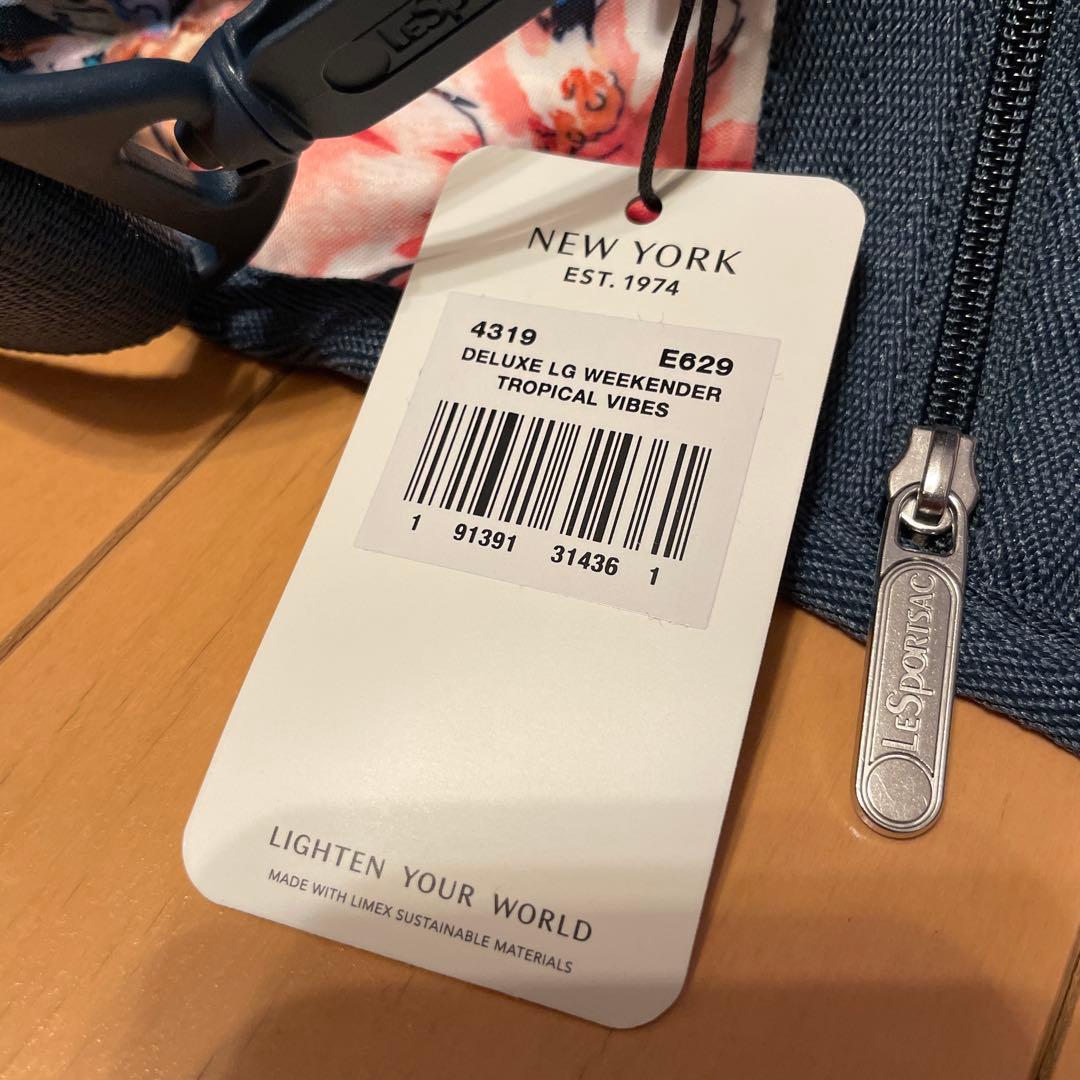 LeSp
NEW YORK
EST. 1974
4319 E629
DELUXE LG WEEKENDER
TROPICAL VIBES
1 91391 31436 1
LESPORTSAC
LIGHTEN YOUR WORLD
MADE WITH LIMEX SUSTAINABLE MATERIALS